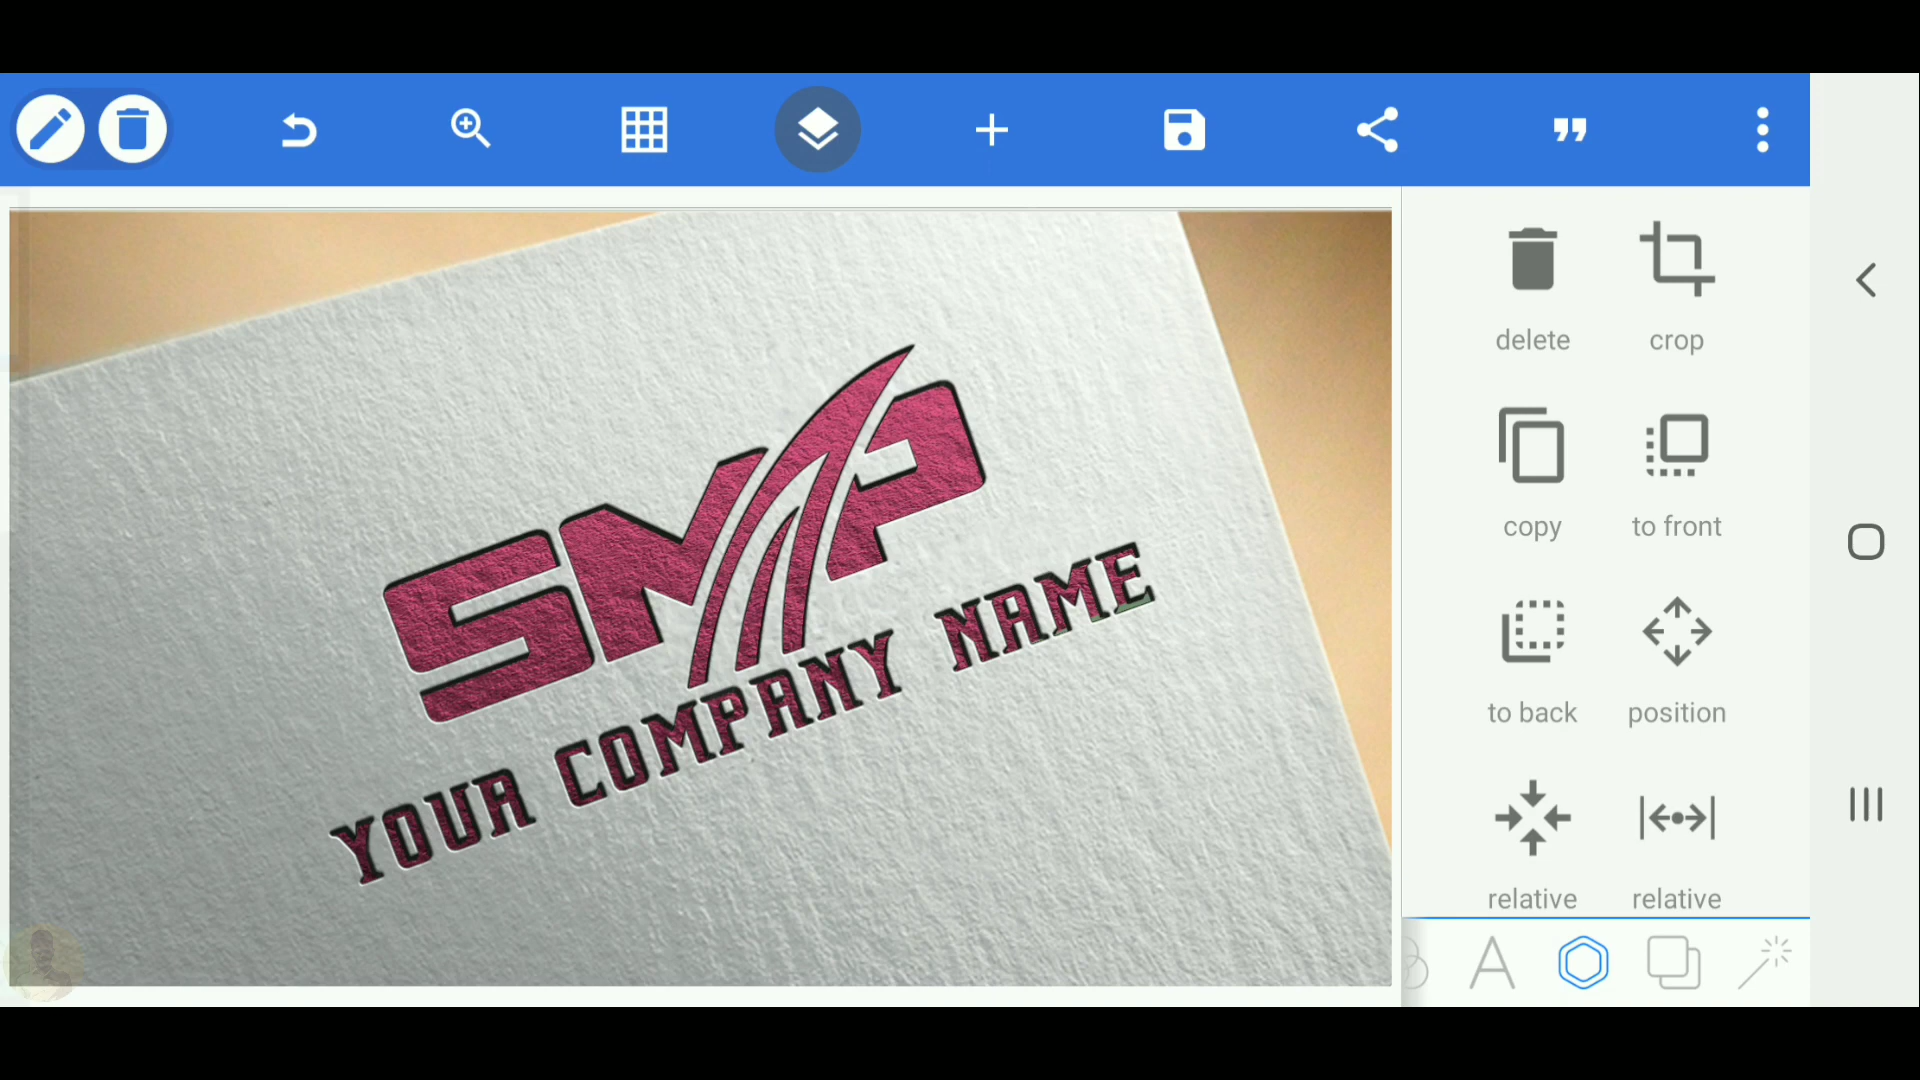 delete
crop
SMP
copy
to front
YOUR COMPANY NAME
to back
position
relative
relative